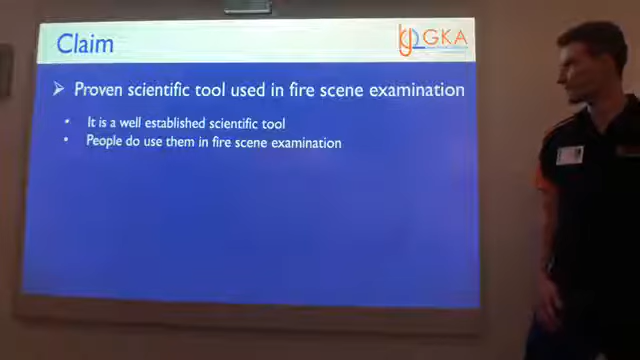 Claim
GKA
Proven scientific tool used in fire scene examination
It is a well established scientific tool
People do use them in fire scene examination